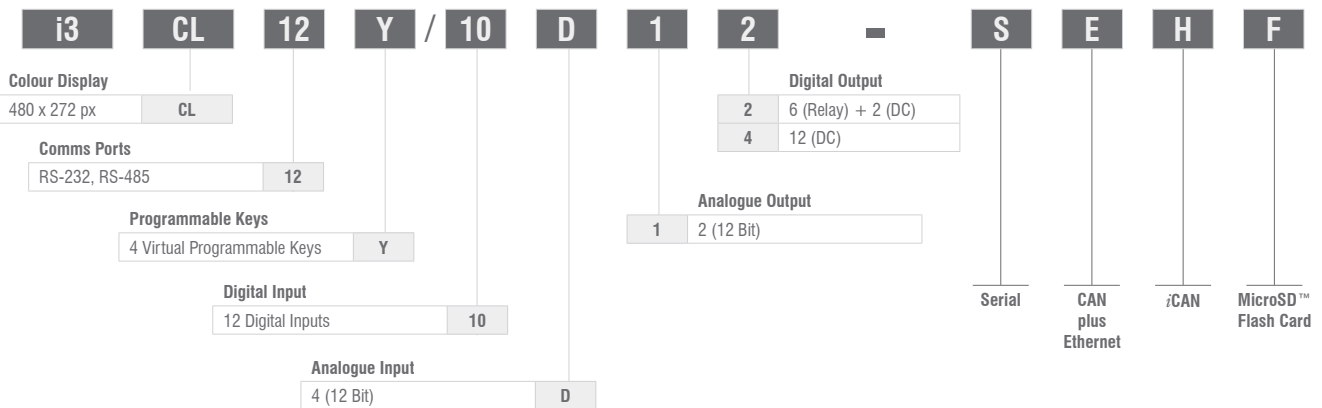 i3 CL 12 Y / 10 D 1 2 - S E H F
Colour Display
480 x 272 px CL
Digital Output
2 6 (Relay) + 2 (DC)
4 12 (DC)
Comms Ports
RS-232, RS-485 12
Analogue Output
1 2 (12 Bit)
Programmable Keys
4 Virtual Programmable Keys Y
Digital Input
12 Digital Inputs 10
Analogue Input
4 (12 Bit) D
Serial
CAN
plus
Ethernet
iCAN
MicroSD™
Flash Card